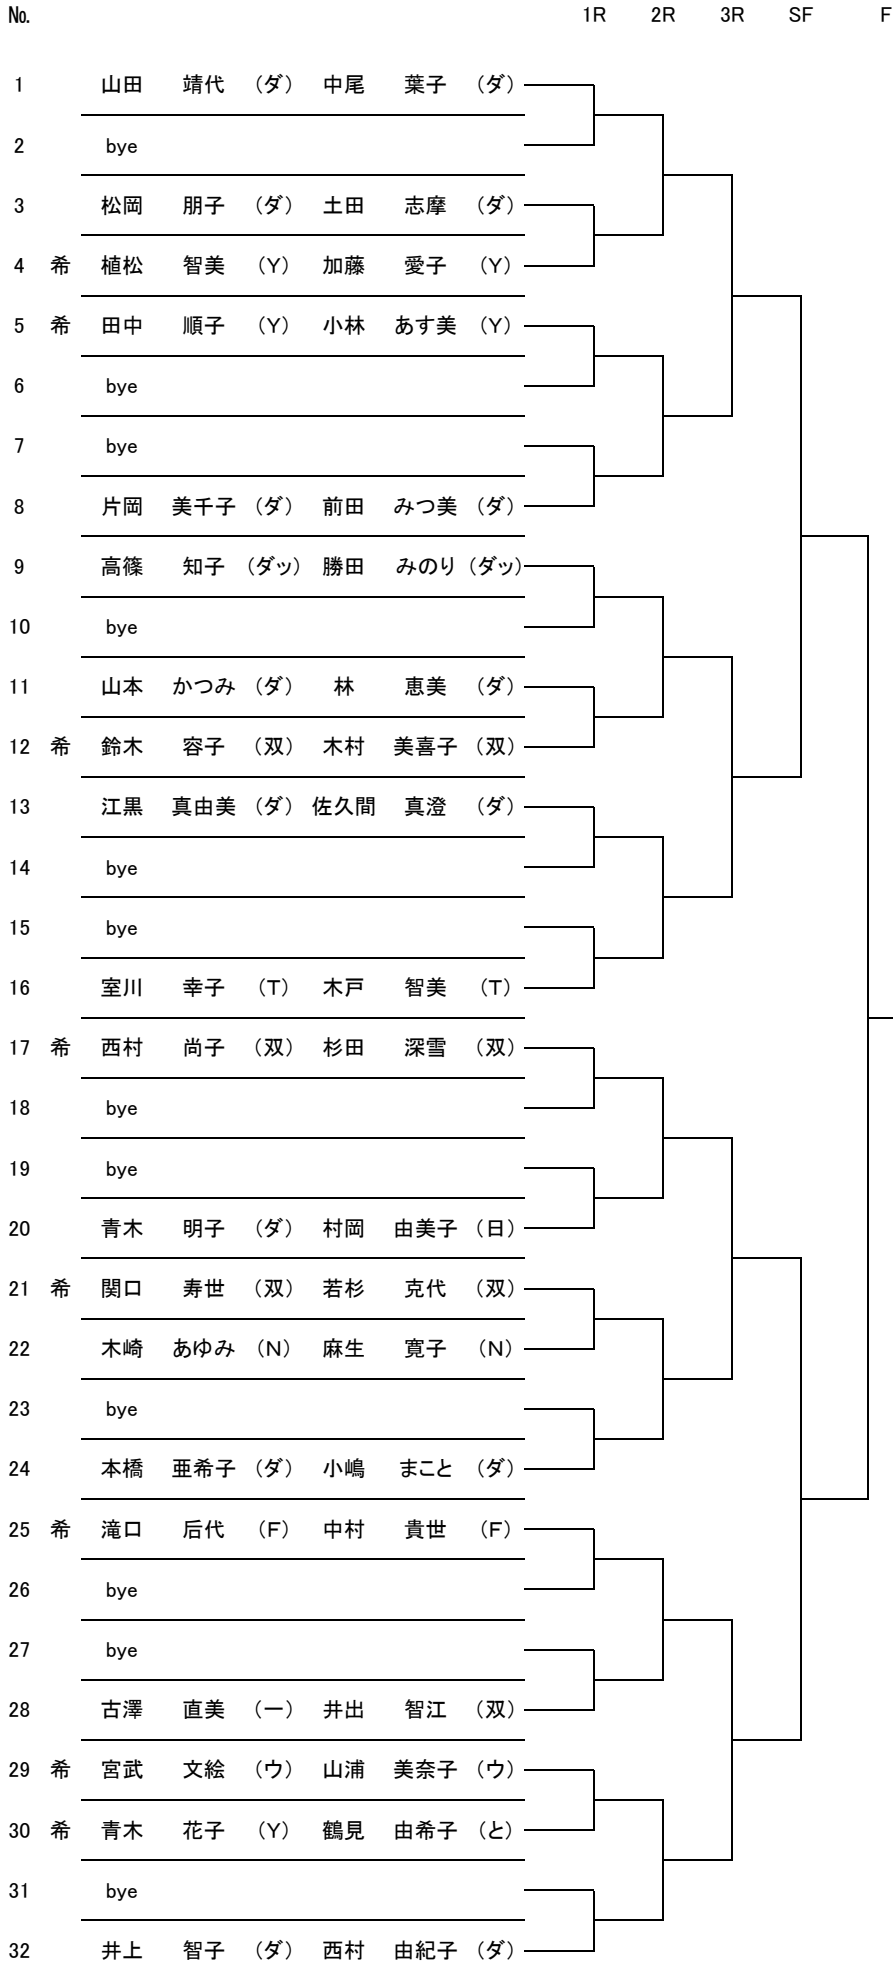 No. 1R 2R 3R SF F
1 山田 靖代 （ダ） 中尾 葉子 （ダ）
2 bye
3 松岡 朋子 （ダ） 土田 志摩 （ダ）
4 希 植松 智美 （Y） 加藤 愛子 （Y）
5 希 田中 順子 （Y） 小林 あす美 （Y）
6 bye
7 bye
8 片岡 美千子 （ダ） 前田 みつ美 （ダ）
9 高篠 知子 （ダッ） 勝田 みのり （ダッ）
10 bye
11 山本 かつみ （ダ） 林 恵美 （ダ）
12 希 鈴木 容子 （双） 木村 美喜子 （双）
13 江黒 真由美 （ダ） 佐久間 真澄 （ダ）
14 bye
15 bye
16 室川 幸子 （T） 木戸 智美 （T）
17 希 西村 尚子 （双） 杉田 深雪 （双）
18 bye
19 bye
20 青木 明子 （ダ） 村岡 由美子 （日）
21 希 関口 寿世 （双） 若杉 克代 （双）
22 木崎 あゆみ （N） 麻生 寛子 （N）
23 bye
24 本橋 亜希子 （ダ） 小嶋 まこと （ダ）
25 希 滝口 后代 （F） 中村 貴世 （F）
26 bye
27 bye
28 古澤 直美 （一） 井出 智江 （双）
29 希 宮武 文絵 （ウ） 山浦 美奈子 （ウ）
30 希 青木 花子 （Y） 鶴見 由希子 （と）
31 bye
32 井上 智子 （ダ） 西村 由紀子 （ダ）